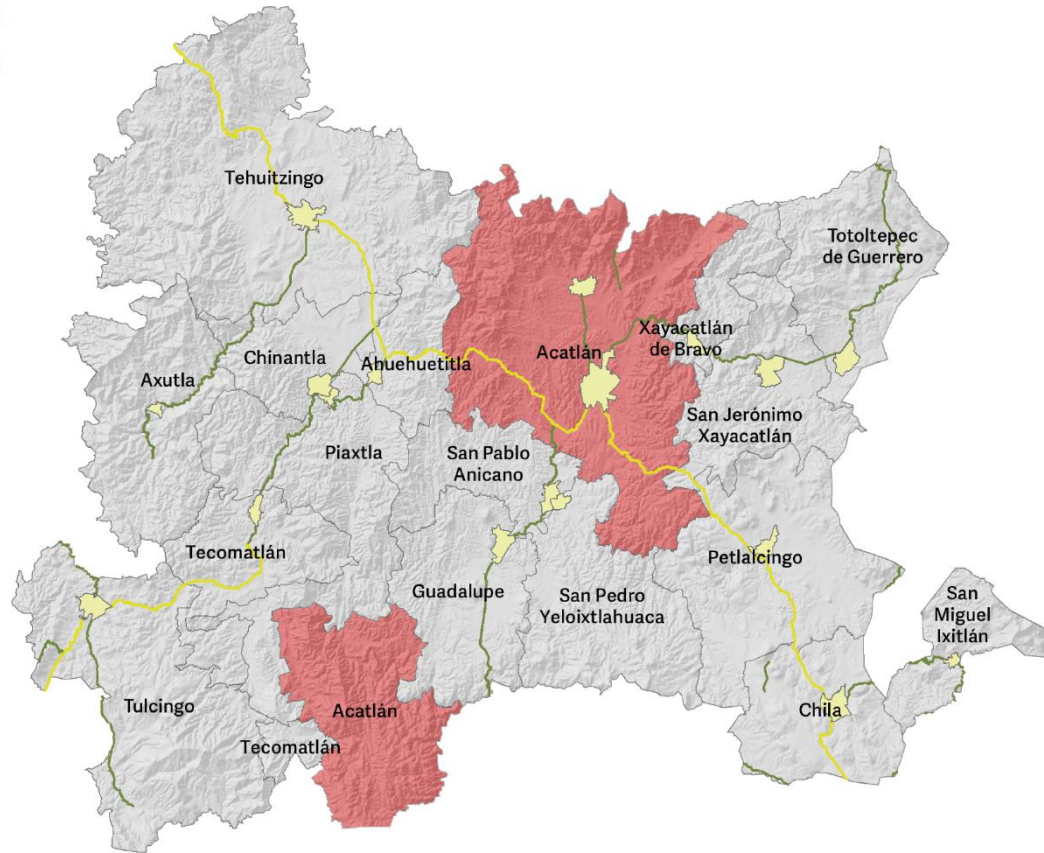 Tehuitzingo
Totoltepec
de Guerrero
Xayacatlán
de Bravo
Acatlán
Chinantla
Ahuehuetitla
Axutla
San Jerónimo
Xayacatlán
Piaxtla
San Pablo
Anicano
Tecomatlán
Petlalcingo
Guadalupe
San Pedro
Yeloixtlahuaca
San
Miguel
Ixitlán
Tulcingo
Acatlán
Chila
Tecomatlán